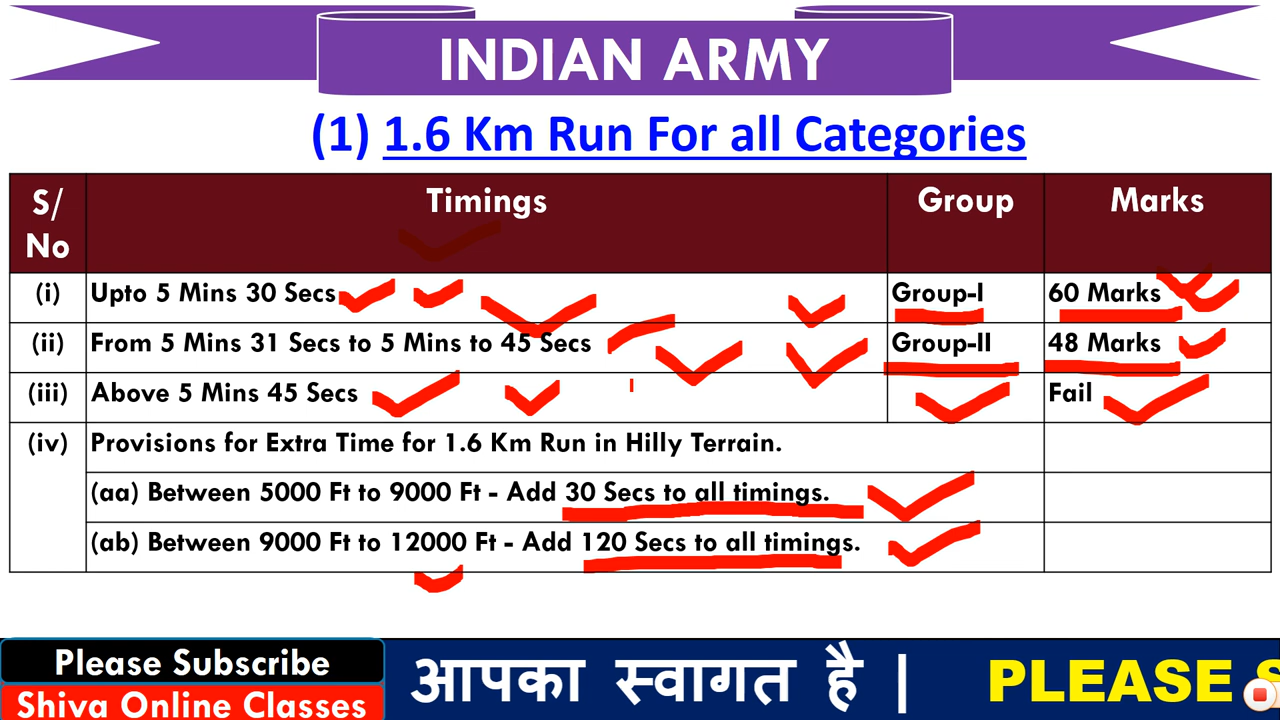 INDIAN ARMY
(1) 1.6 Km Run For all Categories
S/ No Timings Group Marks
(i) Upto 5 Mins 30 Secs Group-I 60 Marks
(ii) From 5 Mins 31 Secs to 5 Mins to 45 Secs Group-II 48 Marks
(iii) Above 5 Mins 45 Secs Fail
(iv) Provisions for Extra Time for 1.6 Km Run in Hilly Terrain.
(aa) Between 5000 Ft to 9000 Ft - Add 30 Secs to all timings.
(ab) Between 9000 Ft to 12000 Ft - Add 120 Secs to all timings.
Please Subscribe
Shiva Online Classes
आपका स्वागत है | PLEASE S